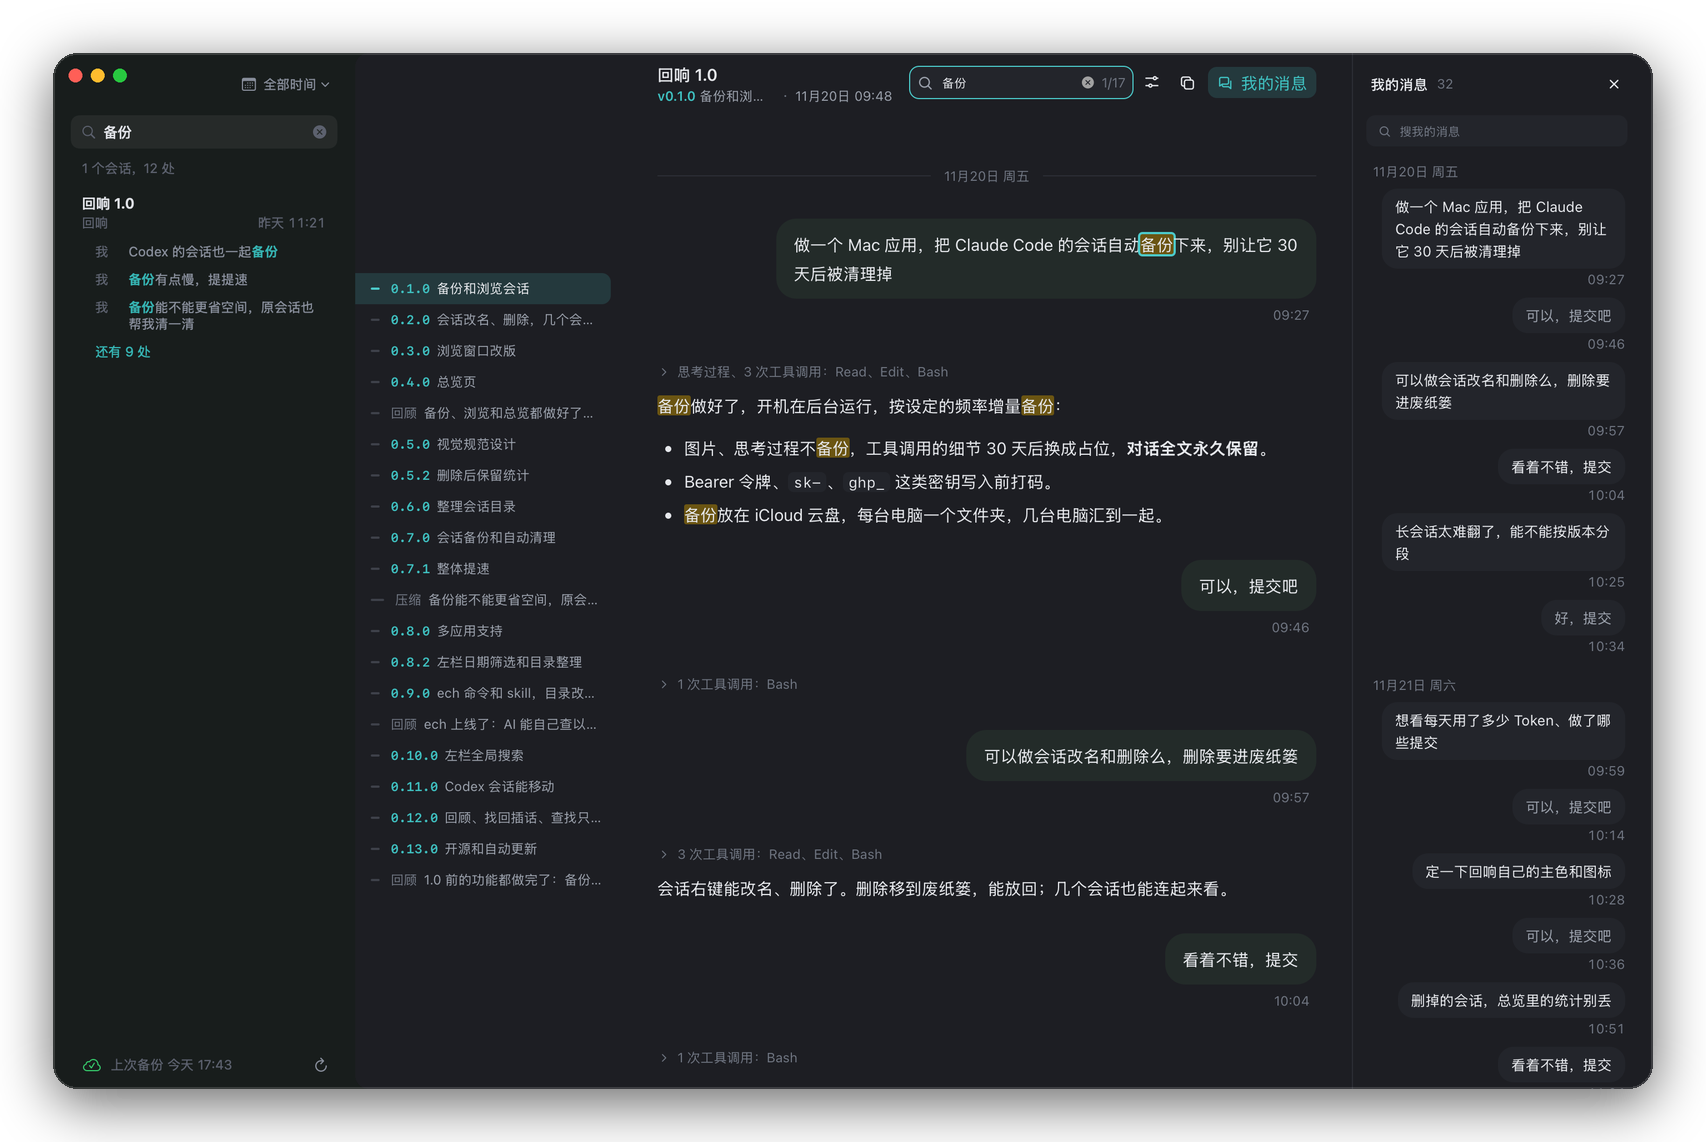 全部时间
备份
1 个会话，12 处
回响 1.0
回响
昨天 11:21
我 Codex 的会话也一起备份
我 备份有点慢，提提速
我 备份能不能更省空间，原会话也
帮我清一清
还有 9 处
上次备份 今天 17:43
0.1.0 备份和浏览会话
0.2.0 会话改名、删除，几个会...
0.3.0 浏览窗口改版
0.4.0 总览页
回顾 备份、浏览和总览都做好了...
0.5.0 视觉规范设计
0.5.2 删除后保留统计
0.6.0 整理会话目录
0.7.0 会话备份和自动清理
0.7.1 整体提速
压缩 备份能不能更省空间，原会...
0.8.0 多应用支持
0.8.2 左栏日期筛选和目录整理
0.9.0 ech 命令和 skill，目录改...
回顾 ech 上线了：AI 能自己查以...
0.10.0 左栏全局搜索
0.11.0 Codex 会话能移动
0.12.0 回顾、找回插话、查找只...
0.13.0 开源和自动更新
回顾 1.0 前的功能都做完了：备份...
回响 1.0
v0.1.0 备份和浏... · 11月20日 09:48
备份 1/17
我的消息
11月20日 周五
做一个 Mac 应用，把 Claude Code 的会话自动备份下来，别让它 30
天后被清理掉
09:27
思考过程、3 次工具调用：Read、Edit、Bash
备份做好了，开机在后台运行，按设定的频率增量备份：
• 图片、思考过程不备份，工具调用的细节 30 天后换成占位，对话全文永久保留。
• Bearer 令牌、sk-、ghp_ 这类密钥写入前打码。
• 备份放在 iCloud 云盘，每台电脑一个文件夹，几台电脑汇到一起。
可以，提交吧
09:46
1 次工具调用：Bash
可以做会话改名和删除么，删除要进废纸篓
09:57
3 次工具调用：Read、Edit、Bash
会话右键能改名、删除了。删除移到废纸篓，能放回；几个会话也能连起来看。
看着不错，提交
10:04
1 次工具调用：Bash
我的消息 32
搜我的消息
11月20日 周五
做一个 Mac 应用，把 Claude
Code 的会话自动备份下来，别让
它 30 天后被清理掉
09:27
可以，提交吧
09:46
可以做会话改名和删除么，删除要
进废纸篓
09:57
看着不错，提交
10:04
长会话太难翻了，能不能按版本分
段
10:25
好，提交
10:34
11月21日 周六
想看每天用了多少 Token、做了哪
些提交
09:59
可以，提交吧
10:14
定一下回响自己的主色和图标
10:28
可以，提交吧
10:36
删掉的会话，总览里的统计别丢
10:51
看着不错，提交